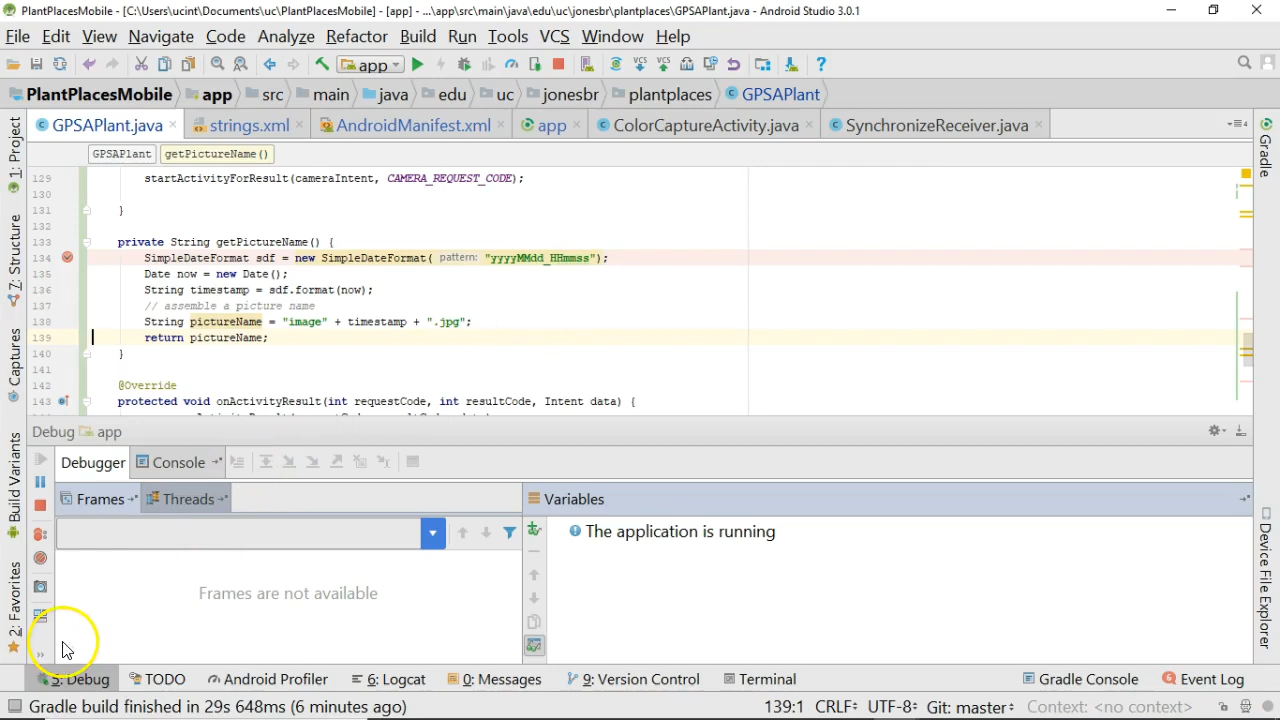 PlantPlacesMobile - [C:\Users\ucint\Documents\uc\PlantPlacesMobile] - [app] - ...\app\src\main\java\edu\uc\jonesbr\plantplaces\GPSAPlant.java - Android Studio 3.0.1
File Edit View Navigate Code Analyze Refactor Build Run Tools VCS Window Help
app
PlantPlacesMobile app src main java edu uc jonesbr plantplaces GPSAPlant
GPSAPlant.java strings.xml AndroidManifest.xml app ColorCaptureActivity.java SynchronizeReceiver.java
GPSAPlant getPictureName()
129 startActivityForResult(cameraIntent, CAMERA_REQUEST_CODE);
130
131 }
132
133 private String getPictureName() {
134 SimpleDateFormat sdf = new SimpleDateFormat( pattern: "yyyyMMdd_HHmmss");
135 Date now = new Date();
136 String timestamp = sdf.format(now);
137 // assemble a picture name
138 String pictureName = "image" + timestamp + ".jpg";
139 return pictureName;
140 }
141
142 @Override
143 protected void onActivityResult(int requestCode, int resultCode, Intent data) {
Debug app
Debugger Console
Frames Threads Variables
The application is running
Frames are not available
1: Project
7: Structure
Captures
Build Variants
2: Favorites
Gradle
Device File Explorer
5: Debug TODO Android Profiler 6: Logcat 0: Messages 9: Version Control Terminal Gradle Console 6 Event Log
Gradle build finished in 29s 648ms (6 minutes ago) 139:1 CRLF UTF-8 Git: master Context: <no context>